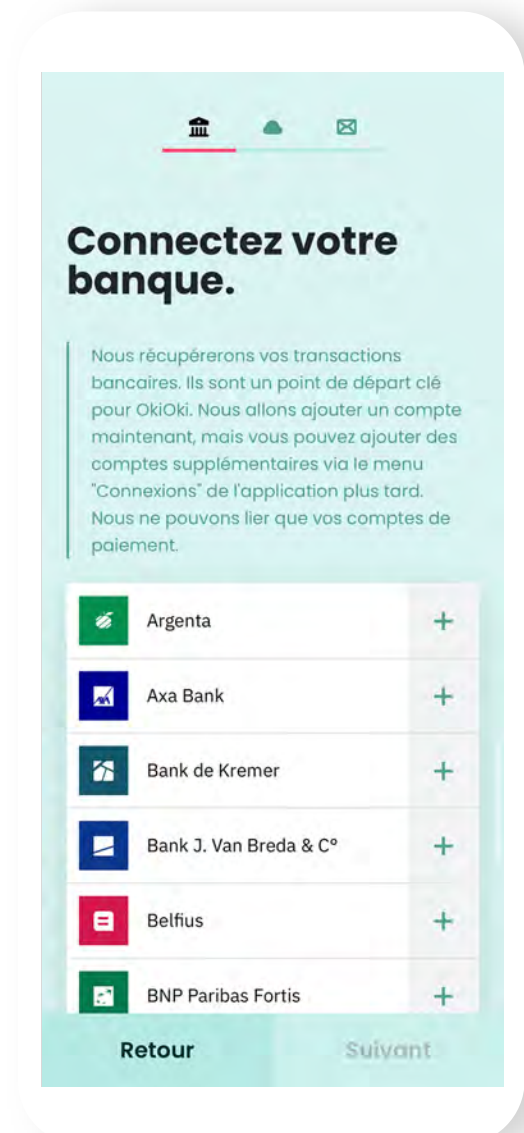 Connectez votre
banque.
Nous récupérerons vos transactions
bancaires. Ils sont un point de départ clé
pour OkiOki. Nous allons ajouter un compte
maintenant, mais vous pouvez ajouter des
comptes supplémentaires via le menu
"Connexions" de l'application plus tard.
Nous ne pouvons lier que vos comptes de
paiement.
Argenta
Axa Bank
Bank de Kremer
Bank J. Van Breda & C°
Belfius
BNP Paribas Fortis
Retour
Suivant